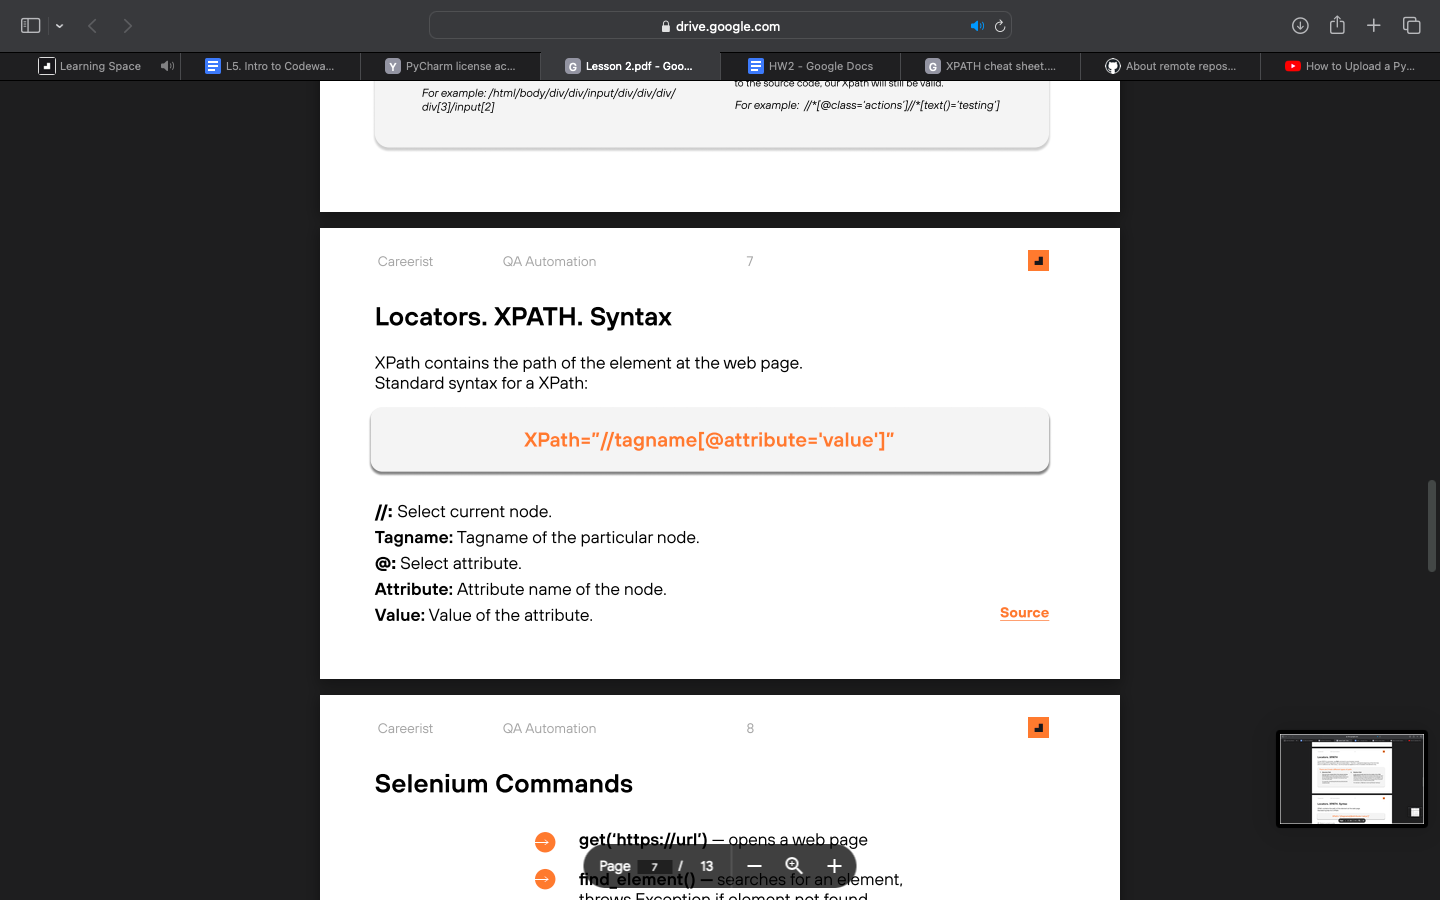 drive.google.com
Learning Space
L5. Intro to Codewa...
Y PyCharm license ac...
G Lesson 2.pdf - Goo...
HW2 - Google Docs
G XPATH cheat sheet....
About remote repos...
How to Upload a Py...
For example: /html/body/div/div/input/div/div/div/
div[3]/input[2]
to the source code, our Xpath will still be valid.
For example: //*[@class='actions']//*[text()='testing']
Careerist QA Automation 7
Locators. XPATH. Syntax
XPath contains the path of the element at the web page.
Standard syntax for a XPath:
XPath="//tagname[@attribute='value']"
//: Select current node.
Tagname: Tagname of the particular node.
@: Select attribute.
Attribute: Attribute name of the node.
Value: Value of the attribute.
Source
Careerist QA Automation 8
Selenium Commands
get('https://url') — opens a web page
find_element() — searches for an element,
throws Exception if element not found
Page 7 / 13